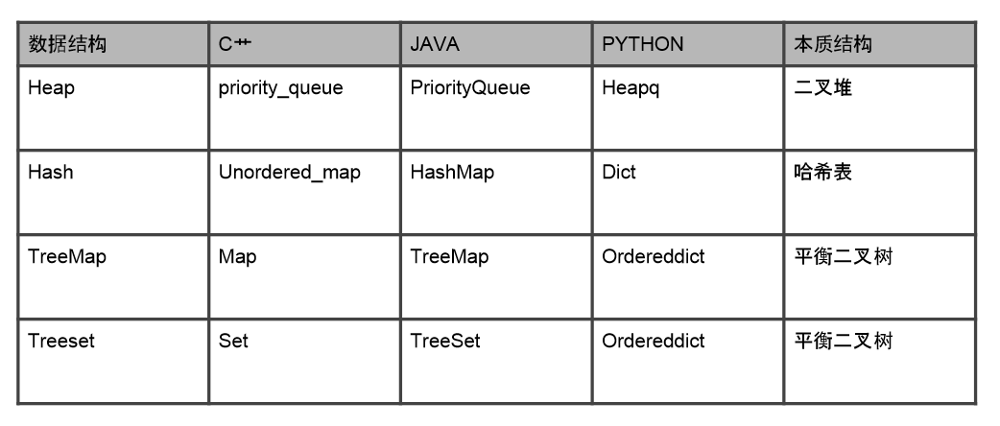 数据结构 C++ JAVA PYTHON 本质结构
Heap priority_queue PriorityQueue Heapq 二叉堆
Hash Unordered_map HashMap Dict 哈希表
TreeMap Map TreeMap Ordereddict 平衡二叉树
Treeset Set TreeSet Ordereddict 平衡二叉树